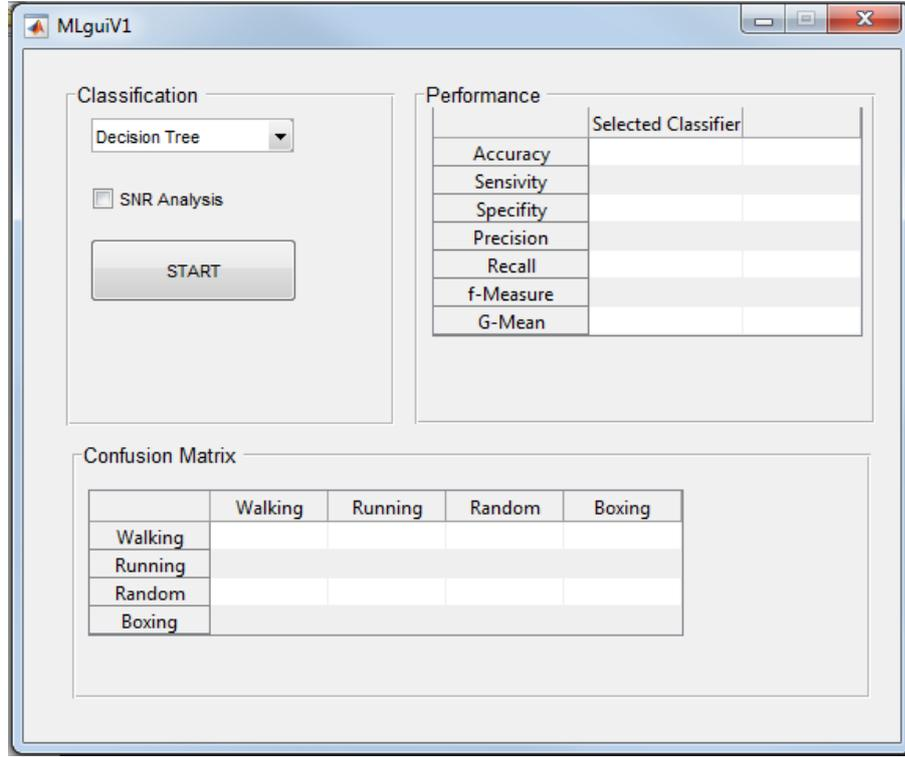 MLguiV1
Classification
Decision Tree
SNR Analysis
START
Performance
Selected Classifier
Accuracy
Sensivity
Specifity
Precision
Recall
f-Measure
G-Mean
Confusion Matrix
Walking Running Random Boxing
Walking
Running
Random
Boxing